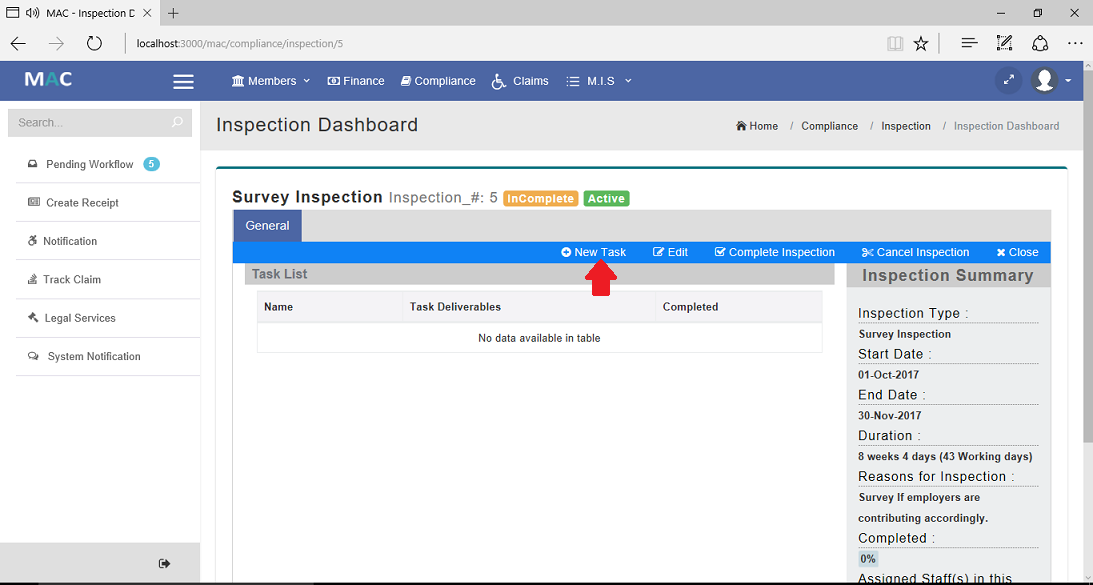 MAC - Inspection D
localhost:3000/mac/compliance/inspection/5
MAC
Members
Finance
Compliance
Claims
M.I.S
Search...
Pending Workflow 5
Create Receipt
Notification
Track Claim
Legal Services
System Notification
Inspection Dashboard
Home / Compliance / Inspection / Inspection Dashboard
Survey Inspection Inspection_#: 5 InComplete Active
General
New Task
Edit
Complete Inspection
Cancel Inspection
Close
Task List
Name
Task Deliverables
Completed
No data available in table
Inspection Summary
Inspection Type :
Survey Inspection
Start Date :
01-Oct-2017
End Date :
30-Nov-2017
Duration :
8 weeks 4 days (43 Working days)
Reasons for Inspection :
Survey If employers are
contributing accordingly.
Completed :
0%
Assigned Staff(s) in this